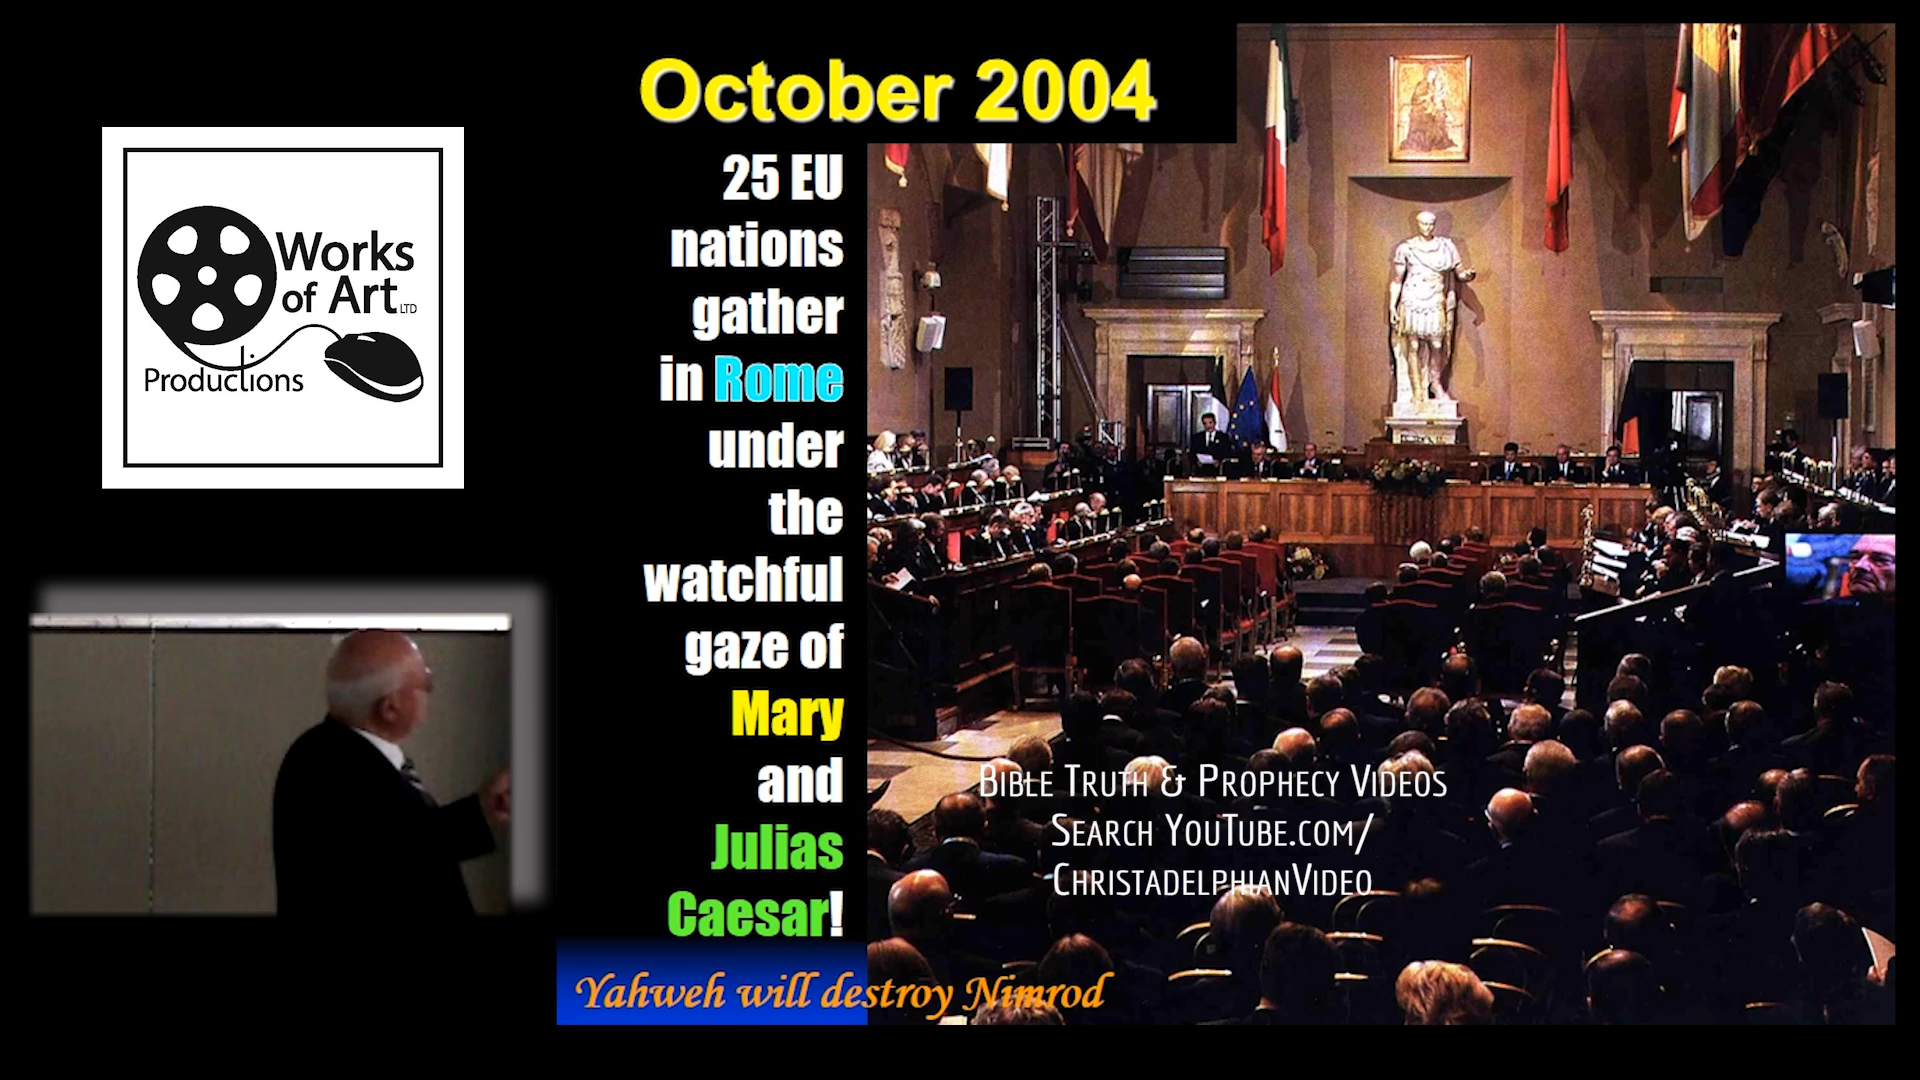 October 2004
25 EU
nations
gather
in Rome
under
the
watchful
gaze of
Mary
and
Julias
Caesar!
Yahweh will destroy Nimrod
Works
of Art LTD
Productions
Bible Truth & Prophecy Videos
Search YouTube.com/
ChristadelphianVideo